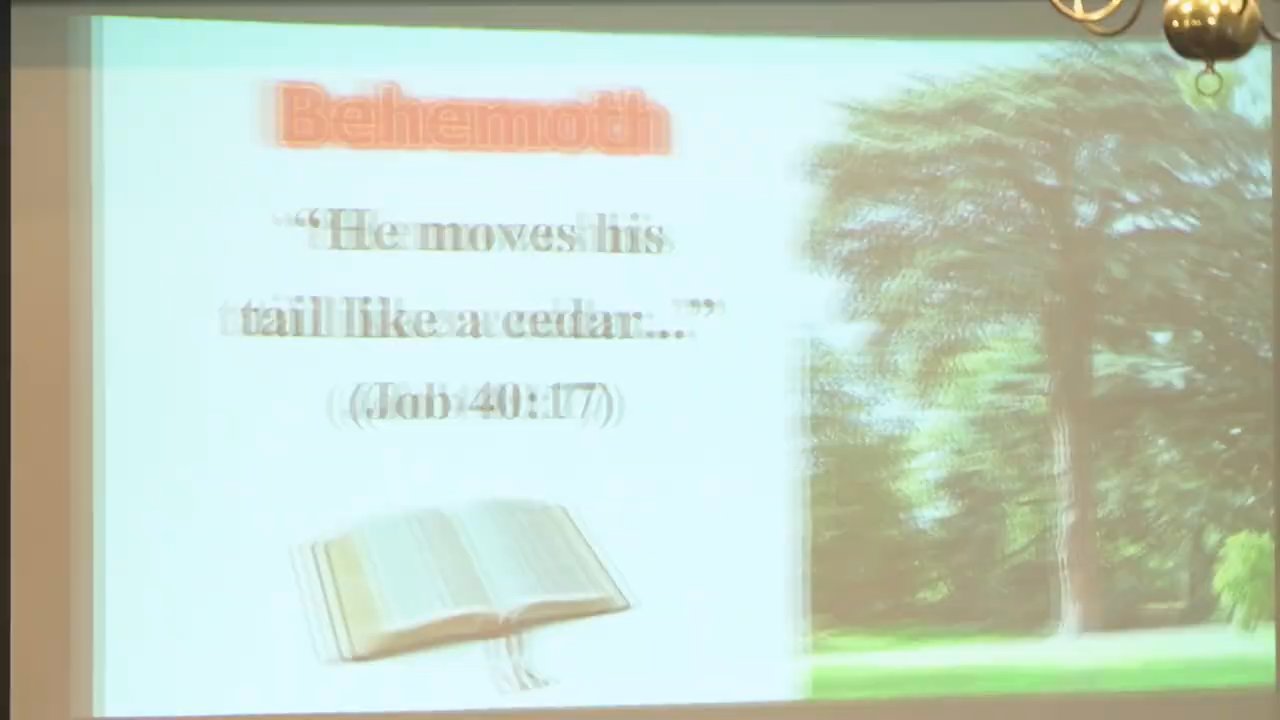 Behemoth
“He moves his
tail like a cedar...”
(Job 40:17)